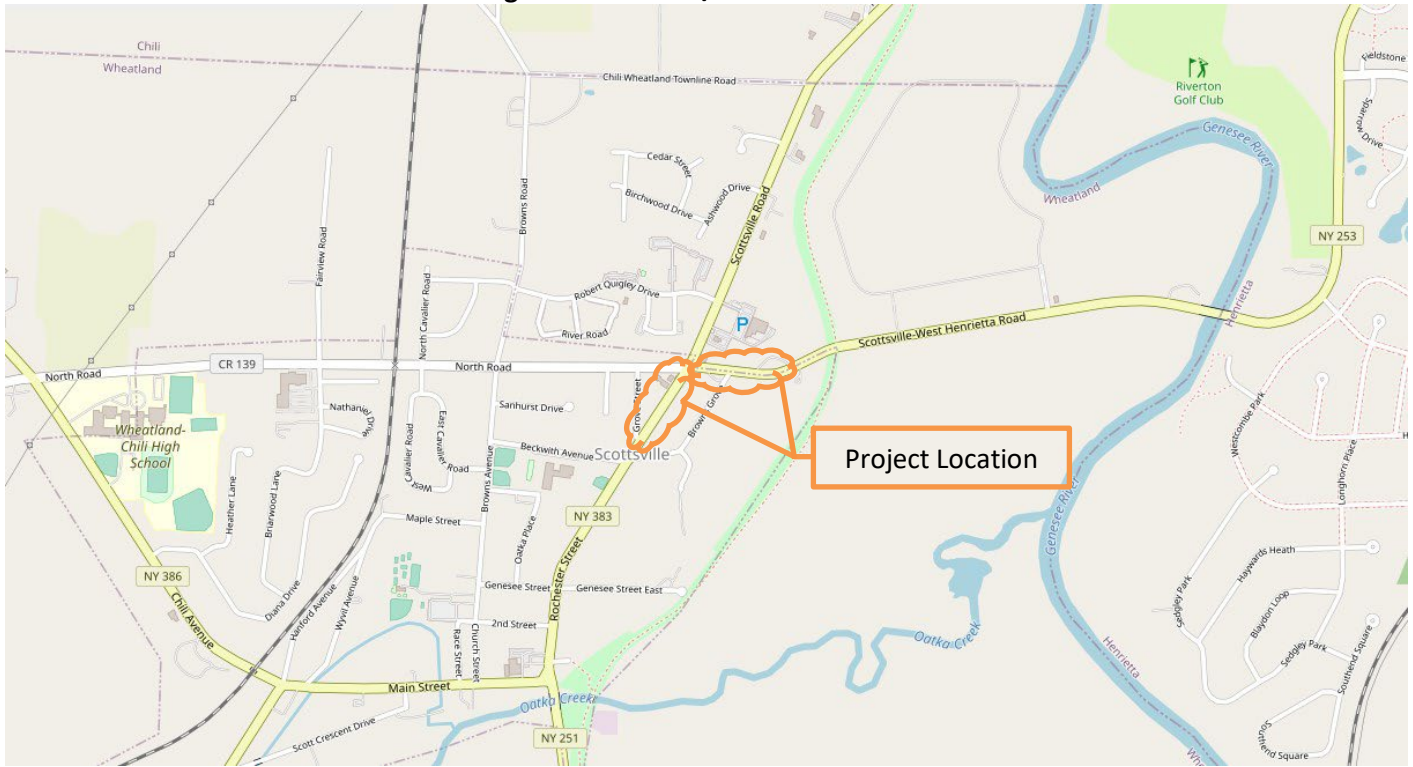 Chili
Wheatland
Chili Wheatland Townline Road
Riverton
Golf Club
Fieldstone
Sparrow Drive
Genesee River
Wheatland
NY 253
Cedar Street
Birchwood Drive
Ashwood Drive
Scottsville Road
Browns Road
Fairview Road
North Cavalier Road
Robert Quigley Drive
River Road
P
Scottsville-West Henrietta Road
Henrietta
North Road
CR 139
North Road
Grove Street
Browns Grove
Sanhurst Drive
Nathaniel Drive
Wheatland-
Chili High
School
East Cavalier Road
West Cavalier Road
Browns Avenue
Beckwith Avenue
Scottsville
Project Location
Westcombe Park
Longhorn Place
Heather Lane
Briarwood Lane
Maple Street
Oatka Place
NY 383
Rochester Street
Genesee River
Haywards Heath
NY 386
Chili Avenue
Diana Drive
Hanford Avenue
Wyvil Avenue
Genesee Street
Genesee Street East
2nd Street
Race Street
Church Street
Oatka Creek
Sedgley Park
Blaydon Loop
Sedgley Park
Southend Square
Main Street
Oatka Creek
Henrietta
Scott Crescent Drive
NY 251
Southend Square